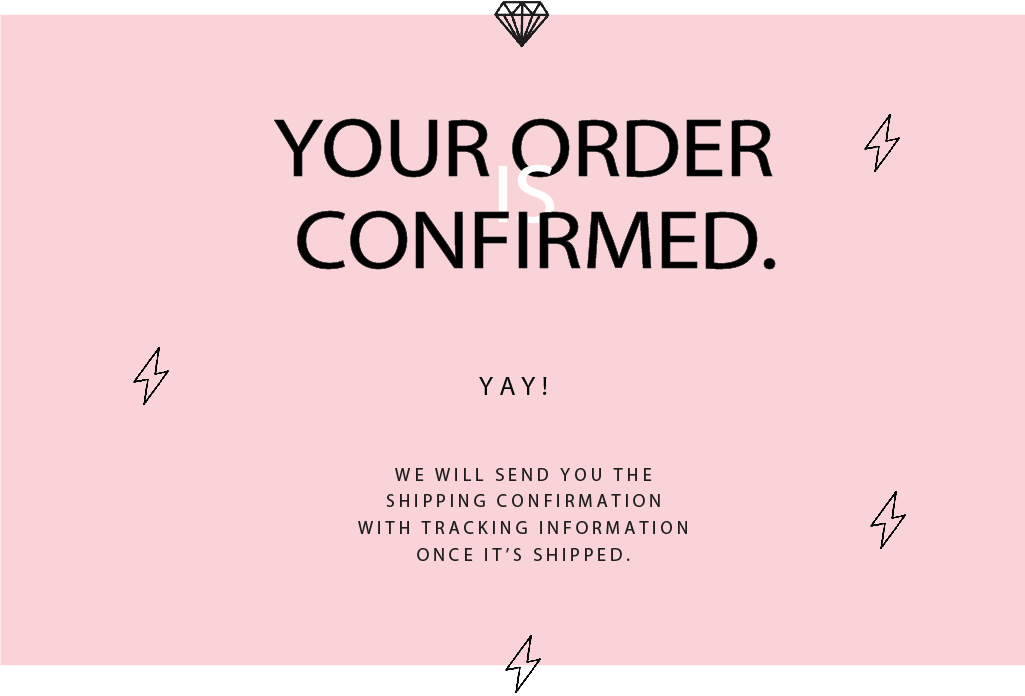 YOUR ORDER
IS
CONFIRMED.
YAY!
WE WILL SEND YOU THE
SHIPPING CONFIRMATION
WITH TRACKING INFORMATION
ONCE IT’S SHIPPED.